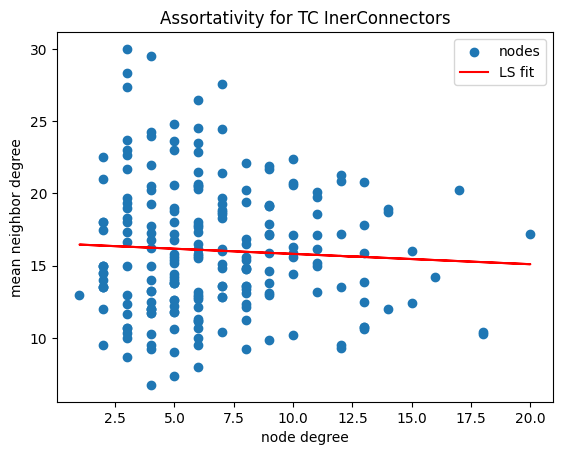 Assortativity for TC InerConnectors
nodes
LS fit
mean neighbor degree
30
25
20
15
10
2.5 5.0 7.5 10.0 12.5 15.0 17.5 20.0
node degree